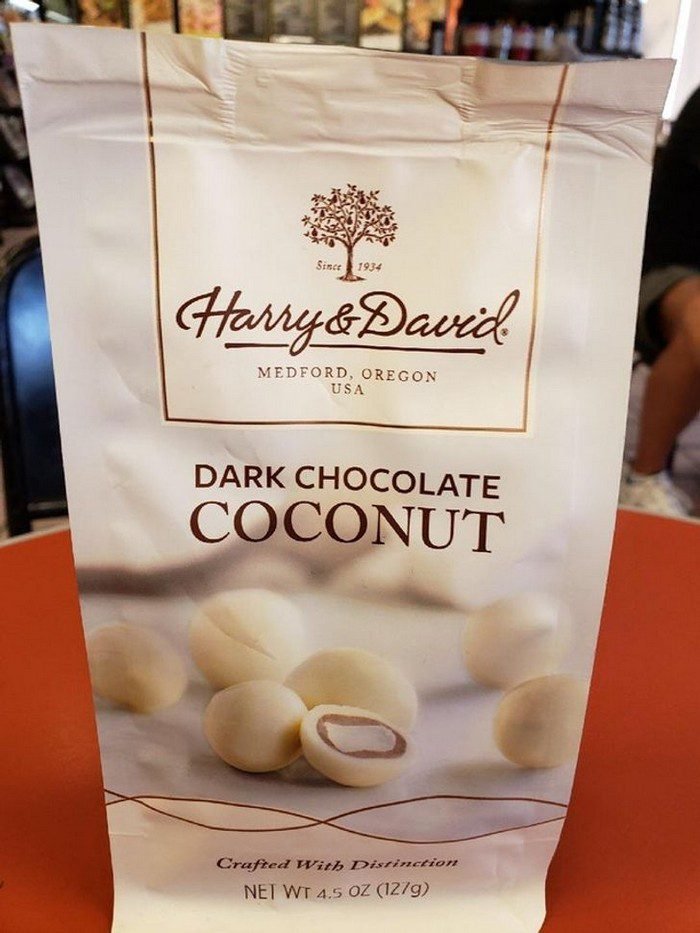 Since 1934
Harry & David®
MEDFORD, OREGON
USA
DARK CHOCOLATE
COCONUT
Crafted With Distinction
NET WT 4.5 OZ (127g)